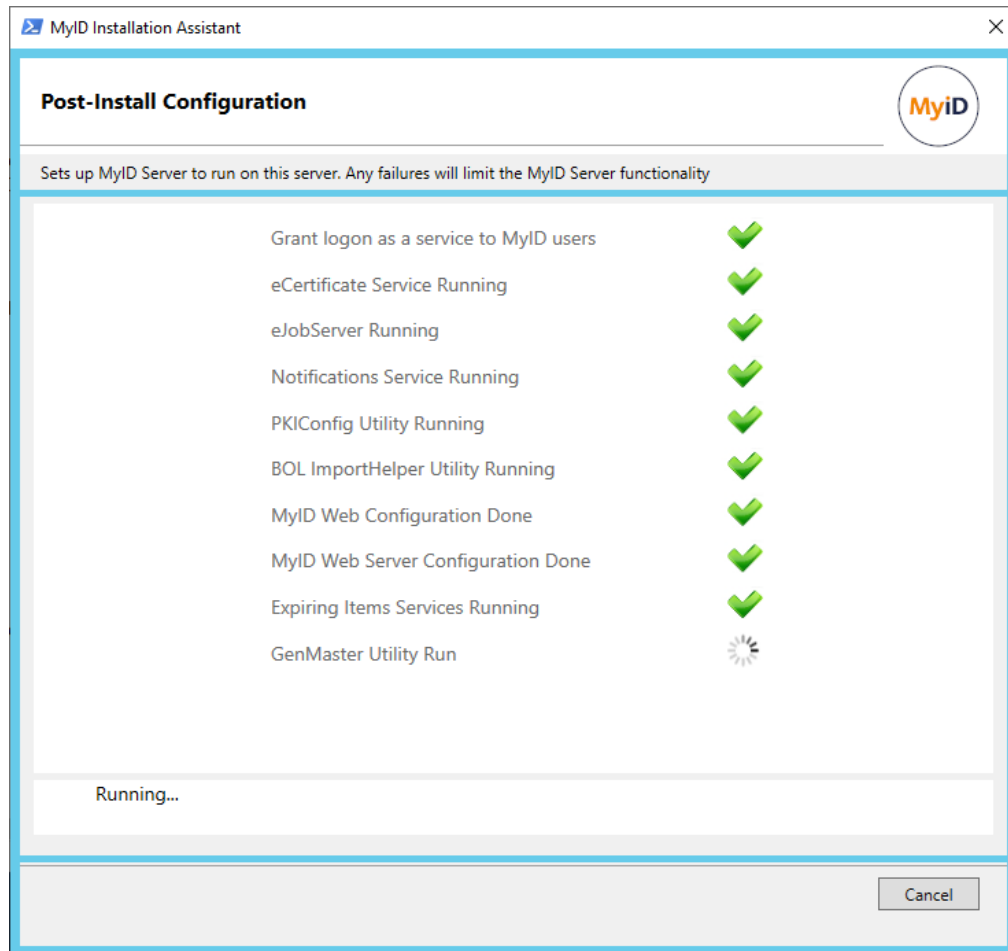 MyID Installation Assistant
Post-Install Configuration
MyiD
Sets up MyID Server to run on this server. Any failures will limit the MyID Server functionality
Grant logon as a service to MyID users
eCertificate Service Running
eJobServer Running
Notifications Service Running
PKIConfig Utility Running
BOL ImportHelper Utility Running
MyID Web Configuration Done
MyID Web Server Configuration Done
Expiring Items Services Running
GenMaster Utility Run
Running...
Cancel